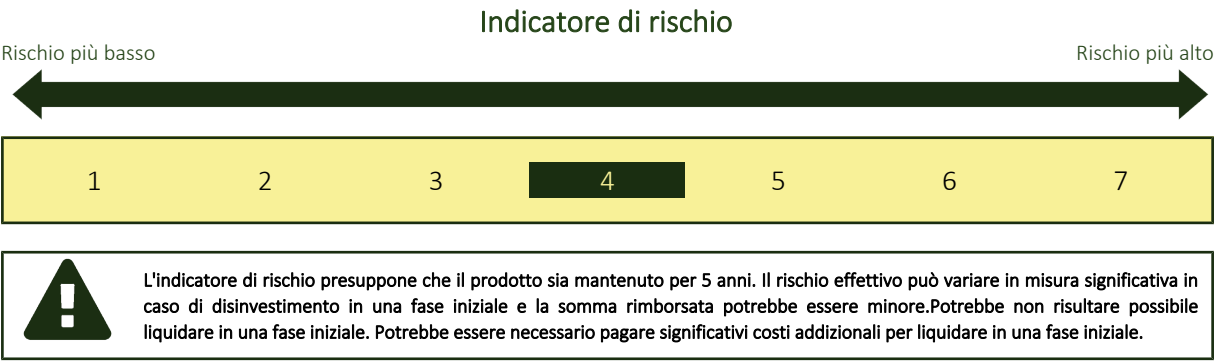 Indicatore di rischio
Rischio più basso Rischio più alto
1 2 3 4 5 6 7
L'indicatore di rischio presuppone che il prodotto sia mantenuto per 5 anni. Il rischio effettivo può variare in misura significativa in
caso di disinvestimento in una fase iniziale e la somma rimborsata potrebbe essere minore.Potrebbe non risultare possibile
liquidare in una fase iniziale. Potrebbe essere necessario pagare significativi costi addizionali per liquidare in una fase iniziale.